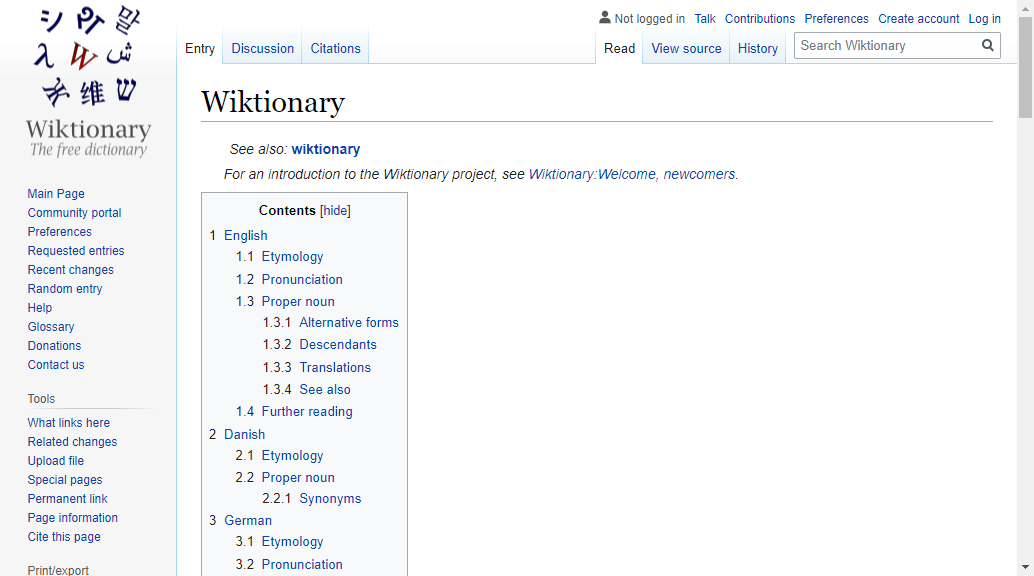 シ ዋ 말
λ W ش
维 ש
Wiktionary
The free dictionary
Main Page
Community portal
Preferences
Requested entries
Recent changes
Random entry
Help
Glossary
Donations
Contact us
Tools
What links here
Related changes
Upload file
Special pages
Permanent link
Page information
Cite this page
Print/export
Not logged in Talk Contributions Preferences Create account Log in
Entry Discussion Citations
Read View source History Search Wiktionary
Wiktionary
See also: wiktionary
For an introduction to the Wiktionary project, see Wiktionary:Welcome, newcomers.
Contents [hide]
1 English
1.1 Etymology
1.2 Pronunciation
1.3 Proper noun
1.3.1 Alternative forms
1.3.2 Descendants
1.3.3 Translations
1.3.4 See also
1.4 Further reading
2 Danish
2.1 Etymology
2.2 Proper noun
2.2.1 Synonyms
3 German
3.1 Etymology
3.2 Pronunciation